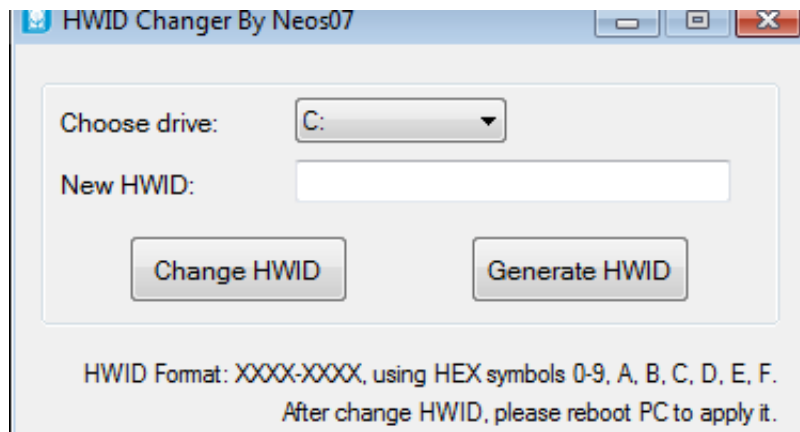 HWID Changer By Neos07
Choose drive: C:
New HWID:
Change HWID Generate HWID
HWID Format: XXXX-XXXX, using HEX symbols 0-9, A, B, C, D, E, F.
After change HWID, please reboot PC to apply it.